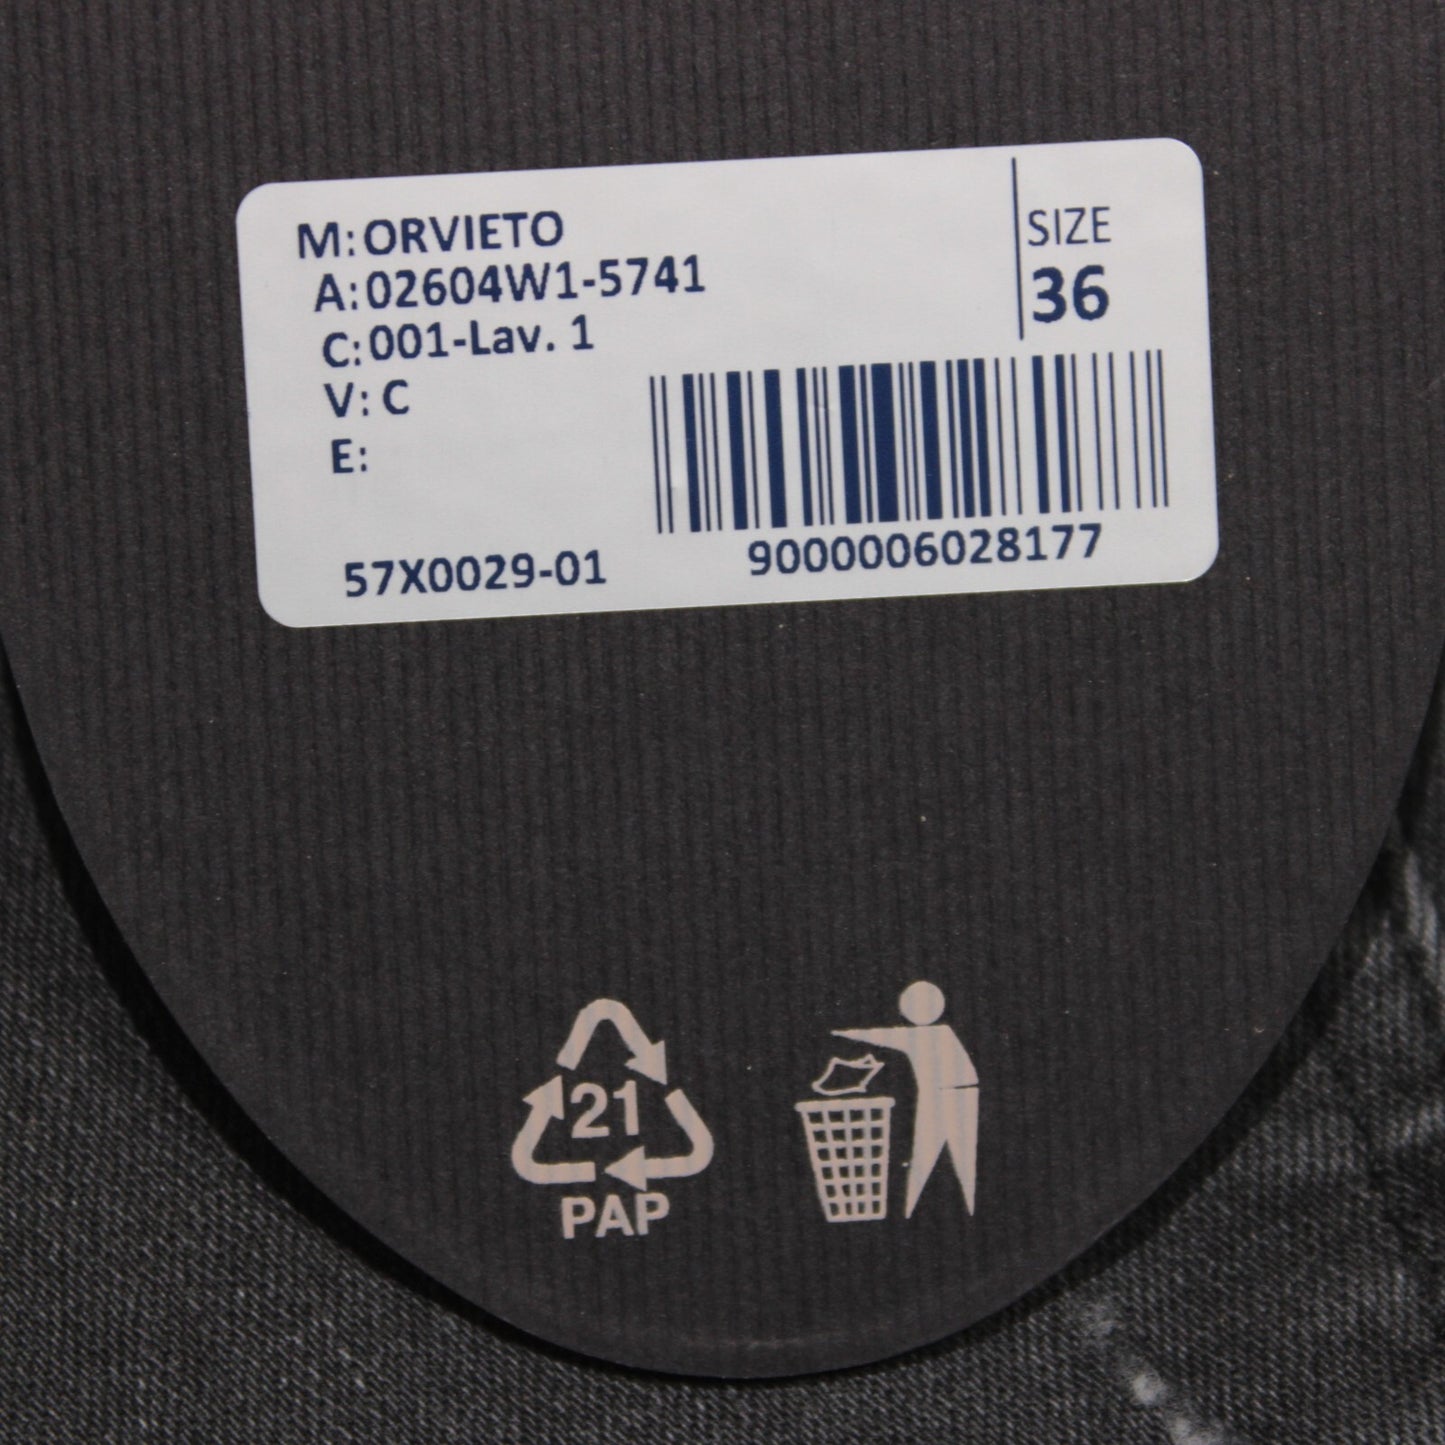 M: ORVIETO
A: 02604W1-5741
C: 001-Lav. 1
V: C
E:
57X0029-01
SIZE
36
9000006028177
21
PAP